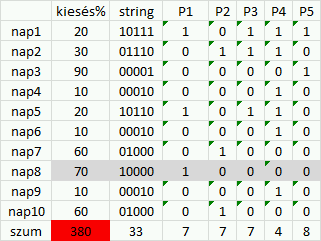 kiesés% string P1 P2 P3 P4 P5
nap1 20 10111 1 0 1 1 1
nap2 30 01110 0 1 1 1 0
nap3 90 00001 0 0 0 0 1
nap4 10 00010 0 0 0 1 0
nap5 20 10110 1 0 1 1 0
nap6 10 00010 0 0 0 1 0
nap7 60 01000 0 1 0 0 0
nap8 70 10000 1 0 0 0 0
nap9 10 00010 0 0 0 1 0
nap10 60 01000 0 1 0 0 0
szum 380 33 7 7 7 4 8